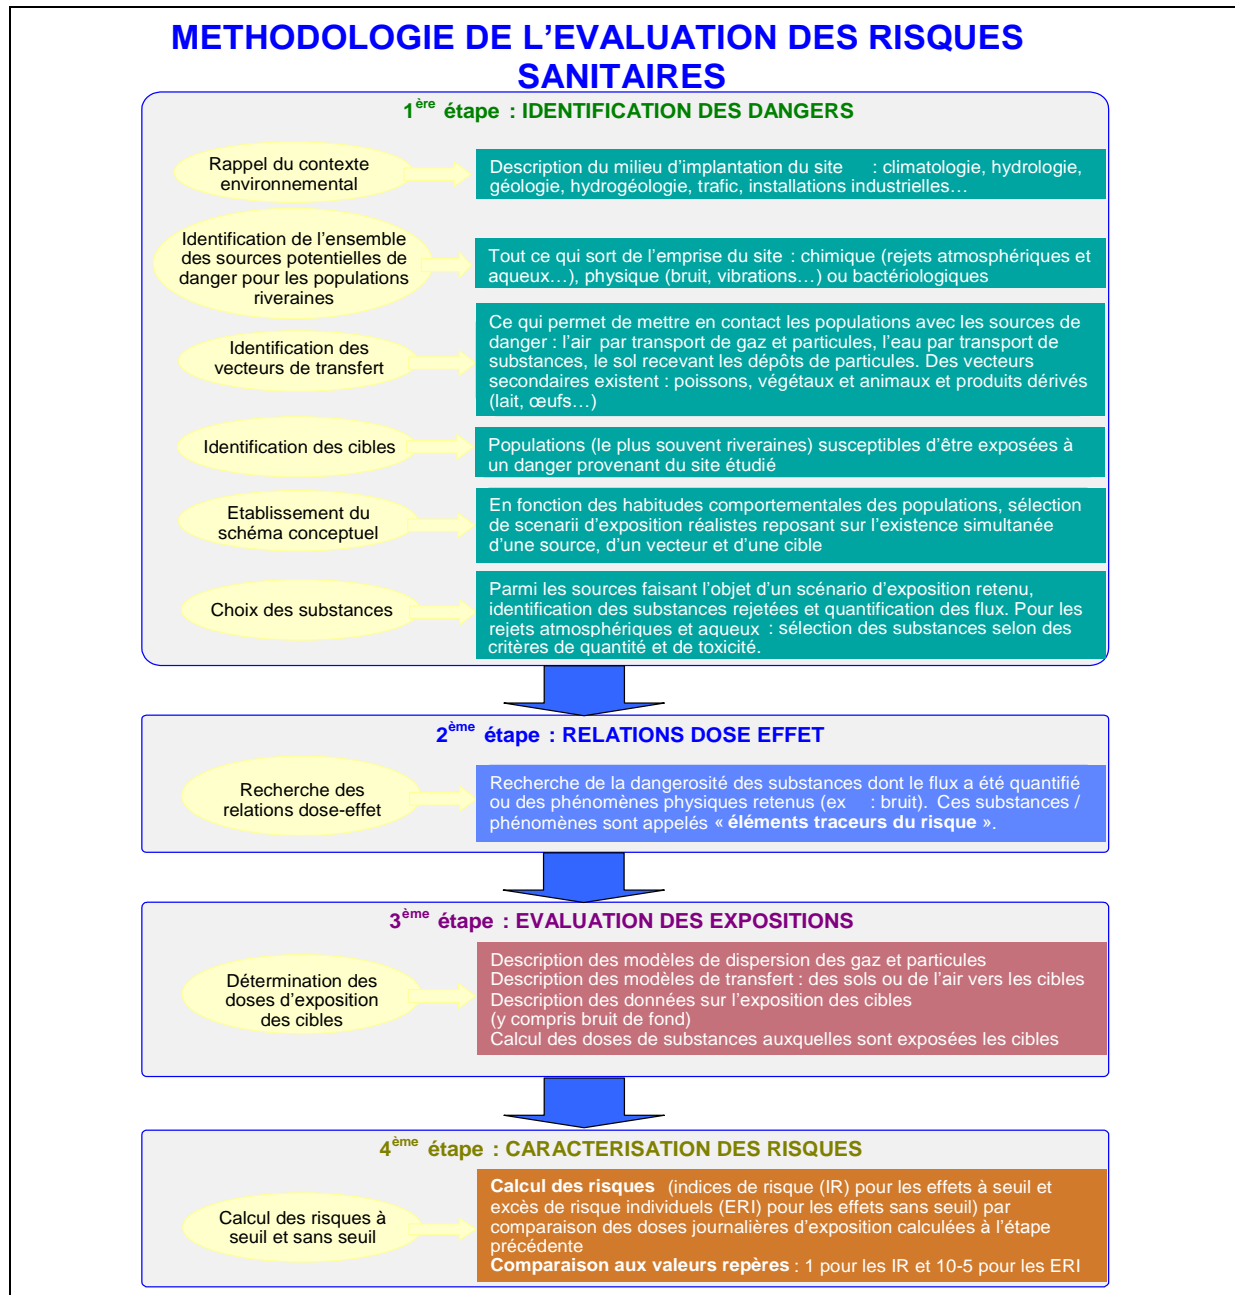 METHODOLOGIE DE L'EVALUATION DES RISQUES
SANITAIRES
1ère étape : IDENTIFICATION DES DANGERS
Rappel du contexte
environnemental
Description du milieu d'implantation du site : climatologie, hydrologie,
géologie, hydrogéologie, trafic, installations industrielles…
Identification de l'ensemble
des sources potentielles de
danger pour les populations
riveraines
Tout ce qui sort de l'emprise du site : chimique (rejets atmosphériques et
aqueux…), physique (bruit, vibrations…) ou bactériologiques
Identification des
vecteurs de transfert
Ce qui permet de mettre en contact les populations avec les sources de
danger : l'air par transport de gaz et particules, l'eau par transport de
substances, le sol recevant les dépôts de particules. Des vecteurs
secondaires existent : poissons, végétaux et animaux et produits dérivés
(lait, œufs…)
Identification des cibles
Populations (le plus souvent riveraines) susceptibles d'être exposées à
un danger provenant du site étudié
Etablissement du
schéma conceptuel
En fonction des habitudes comportementales des populations, sélection
de scenarii d'exposition réalistes reposant sur l'existence simultanée
d'une source, d'un vecteur et d'une cible
Choix des substances
Parmi les sources faisant l'objet d'un scénario d'exposition retenu,
identification des substances rejetées et quantification des flux. Pour les
rejets atmosphériques et aqueux : sélection des substances selon des
critères de quantité et de toxicité.
2ème étape : RELATIONS DOSE EFFET
Recherche des
relations dose-effet
Recherche de la dangerosité des substances dont le flux a été quantifié
ou des phénomènes physiques retenus (ex : bruit). Ces substances /
phénomènes sont appelés « éléments traceurs du risque ».
3ème étape : EVALUATION DES EXPOSITIONS
Détermination des
doses d'exposition
des cibles
Description des modèles de dispersion des gaz et particules
Description des modèles de transfert : des sols ou de l'air vers les cibles
Description des données sur l'exposition des cibles
(y compris bruit de fond)
Calcul des doses de substances auxquelles sont exposées les cibles
4ème étape : CARACTERISATION DES RISQUES
Calcul des risques à
seuil et sans seuil
Calcul des risques (indices de risque (IR) pour les effets à seuil et
excès de risque individuels (ERI) pour les effets sans seuil) par
comparaison des doses journalières d'exposition calculées à l'étape
précédente
Comparaison aux valeurs repères : 1 pour les IR et 10-5 pour les ERI